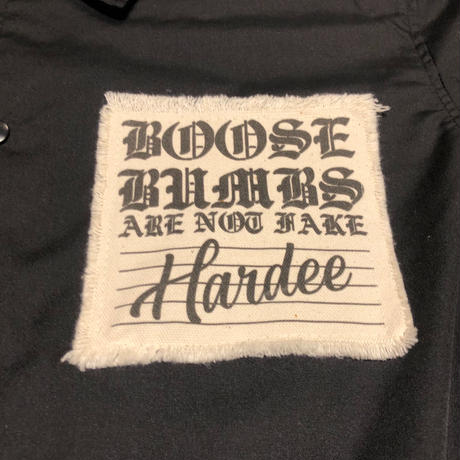 BOOSE
BUMBS
ARE NOT FAKE
Hardee